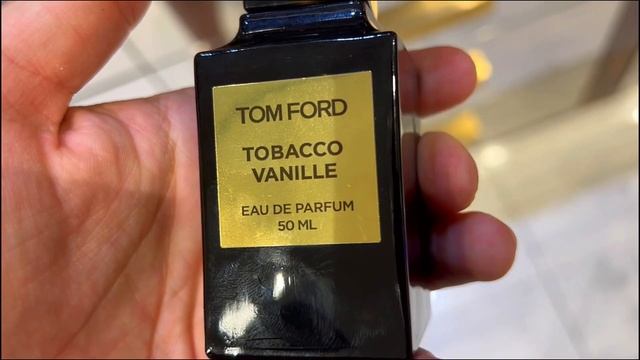 TOM FORD
TOBACCO
VANILLE
EAU DE PARFUM
50 ML